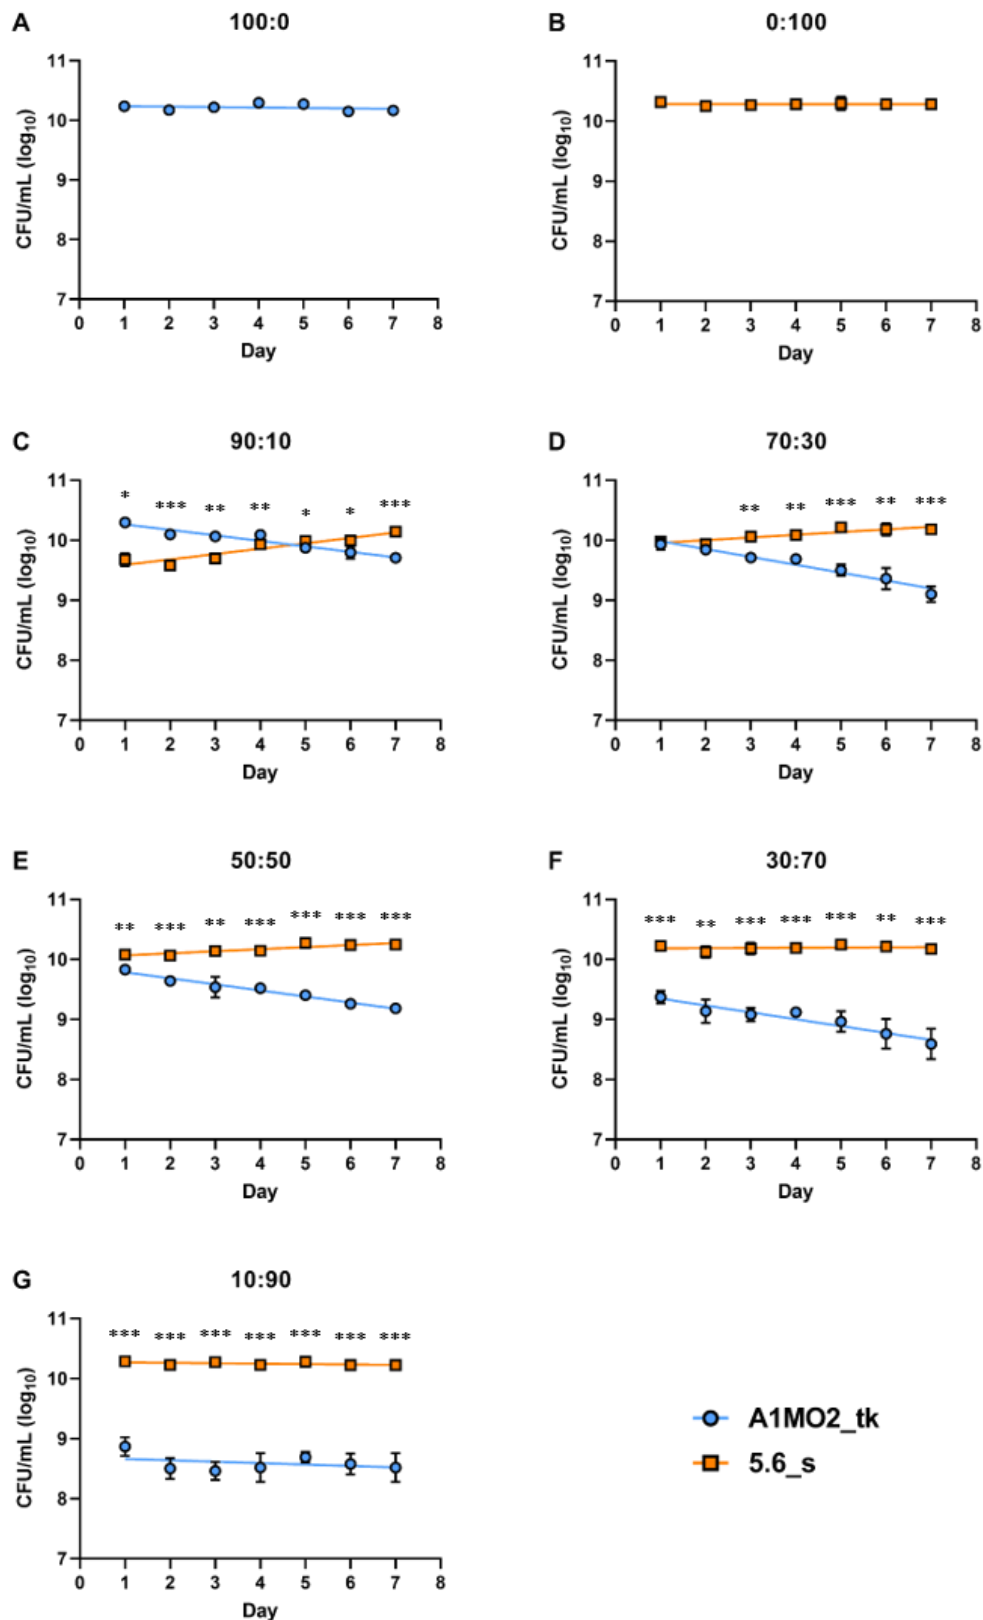 A 100:0
CFU/mL (log10)
11
10
9
8
7
0 1 2 3 4 5 6 7 8
Day
B 0:100
CFU/mL (log10)
11
10
9
8
7
0 1 2 3 4 5 6 7 8
Day
C 90:10
CFU/mL (log10)
11
* *** ** ** * * ***
10
9
8
7
0 1 2 3 4 5 6 7 8
Day
D 70:30
CFU/mL (log10)
11
** ** *** ** ***
10
9
8
7
0 1 2 3 4 5 6 7 8
Day
E 50:50
CFU/mL (log10)
11
** *** ** *** *** *** ***
10
9
8
7
0 1 2 3 4 5 6 7 8
Day
F 30:70
CFU/mL (log10)
11
*** ** *** *** *** ** ***
10
9
8
7
0 1 2 3 4 5 6 7 8
Day
G 10:90
CFU/mL (log10)
11
*** *** *** *** *** *** ***
10
9
8
7
0 1 2 3 4 5 6 7 8
Day
A1MO2_tk
5.6_s